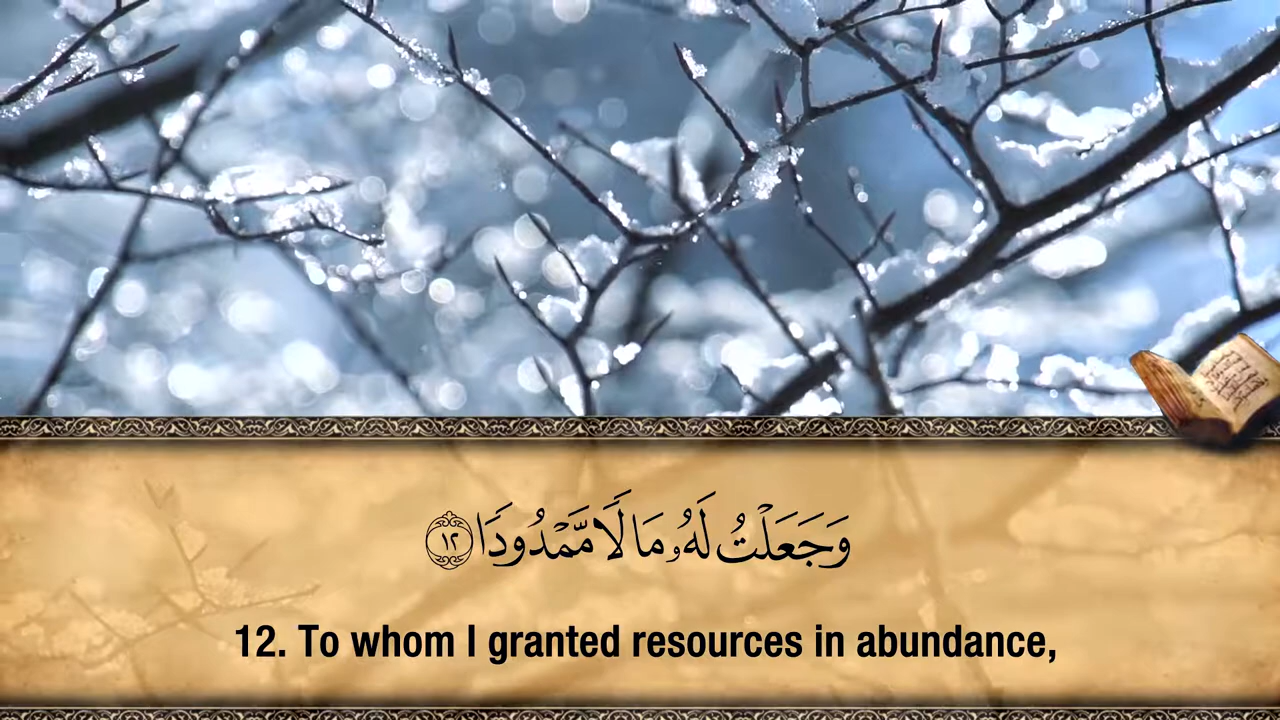 وَجَعَلْتُ لَهُۥ مَالًا مَّمْدُودًا ١٢
12. To whom I granted resources in abundance,